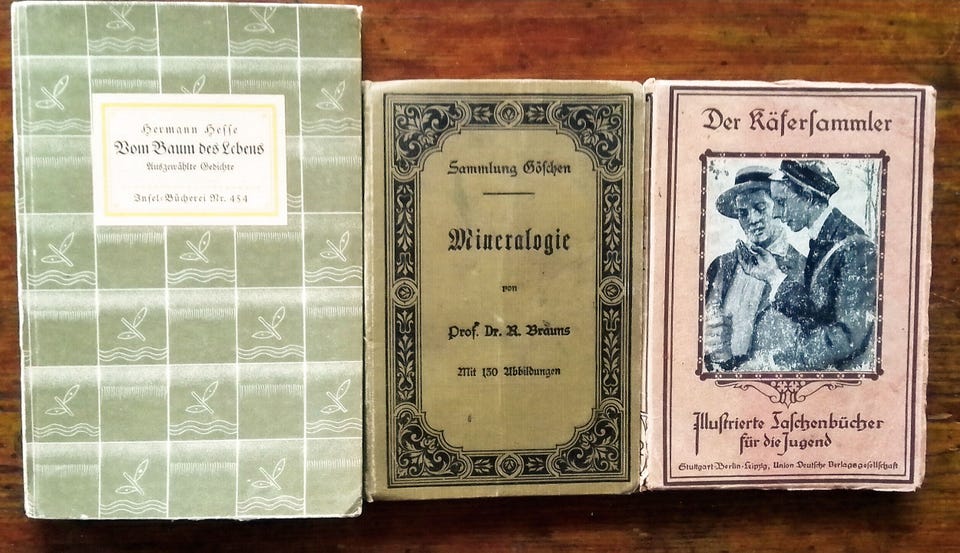 Hermann Hesse
Vom Baum des Lebens
Ausgewählte Gedichte
Insel-Bücherei Nr. 454
Sammlung Göschen
Mineralogie
von
Prof. Dr. R. Brauns
Mit 130 Abbildungen
Der Käfersammler
Illustrierte Taschenbücher
für die Jugend
Stuttgart-Berlin-Leipzig, Union Deutsche Verlagsgesellschaft